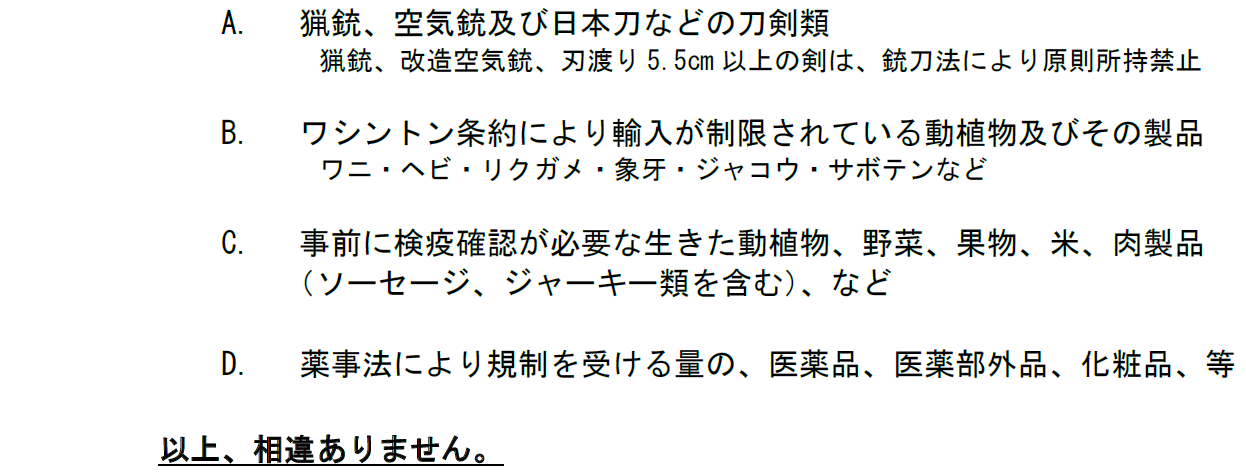 A. 猟銃、空気銃及び日本刀などの刀剣類
猟銃、改造空気銃、刃渡り5.5cm以上の剣は、銃刀法により原則所持禁止
B. ワシントン条約により輸入が制限されている動植物及びその製品
ワニ・ヘビ・リクガメ・象牙・ジャコウ・サボテンなど
C. 事前に検疫確認が必要な生きた動植物、野菜、果物、米、肉製品
(ソーセージ、ジャーキー類を含む)、など
D. 薬事法により規制を受ける量の、医薬品、医薬部外品、化粧品、等
以上、相違ありません。